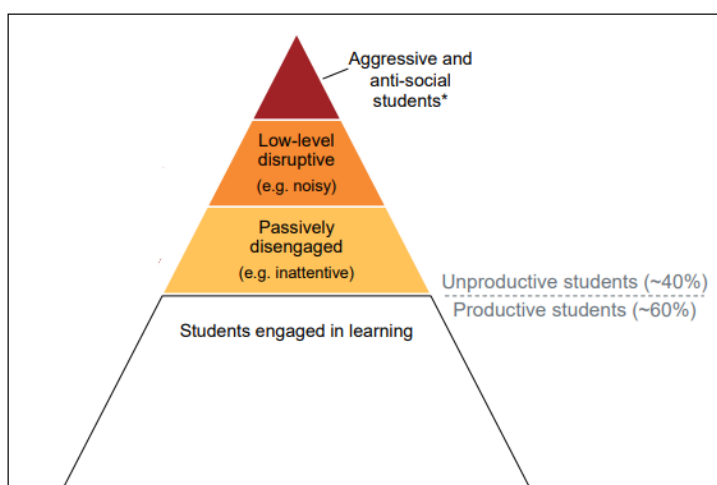 Aggressive and
anti-social
students*
Low-level
disruptive
(e.g. noisy)
Passively
disengaged
(e.g. inattentive)
Unproductive students (~40%)
Productive students (~60%)
Students engaged in learning